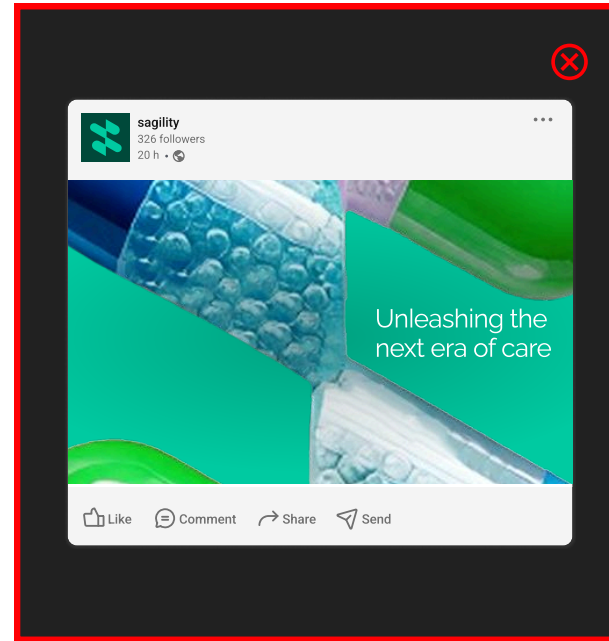 sagility
326 followers
20 h •
Unleashing the
next era of care
Like Comment Share Send